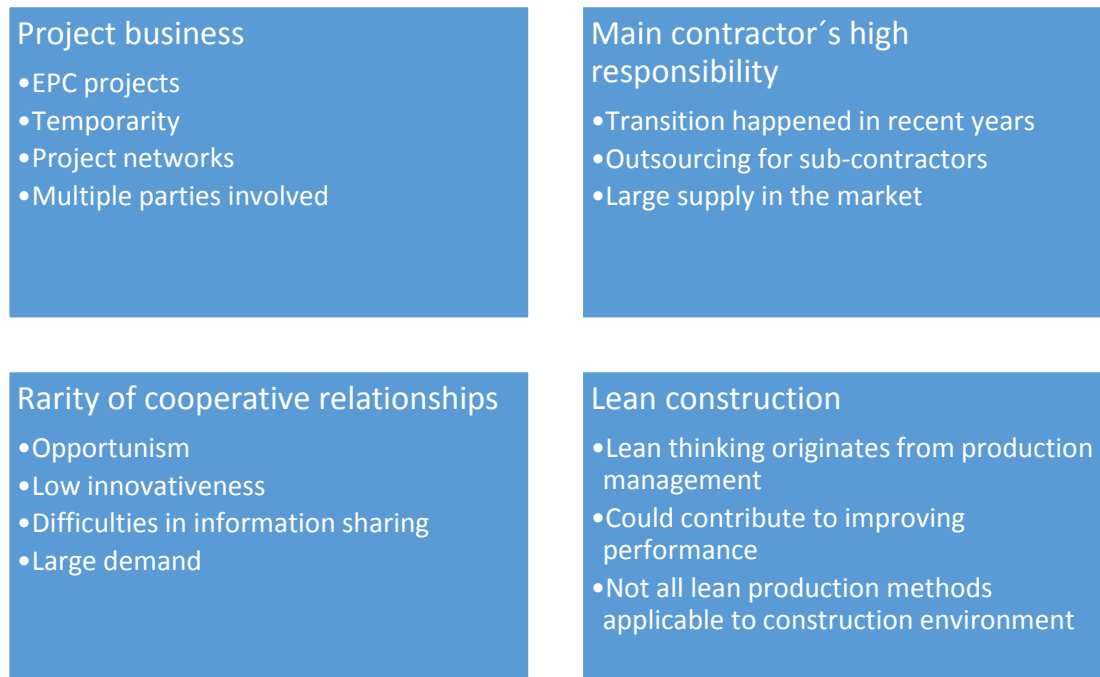 Project business
•EPC projects
•Temporarity
•Project networks
•Multiple parties involved
Main contractor´s high
responsibility
•Transition happened in recent years
•Outsourcing for sub-contractors
•Large supply in the market
Rarity of cooperative relationships
•Opportunism
•Low innovativeness
•Difficulties in information sharing
•Large demand
Lean construction
•Lean thinking originates from production
management
•Could contribute to improving
performance
•Not all lean production methods
applicable to construction environment